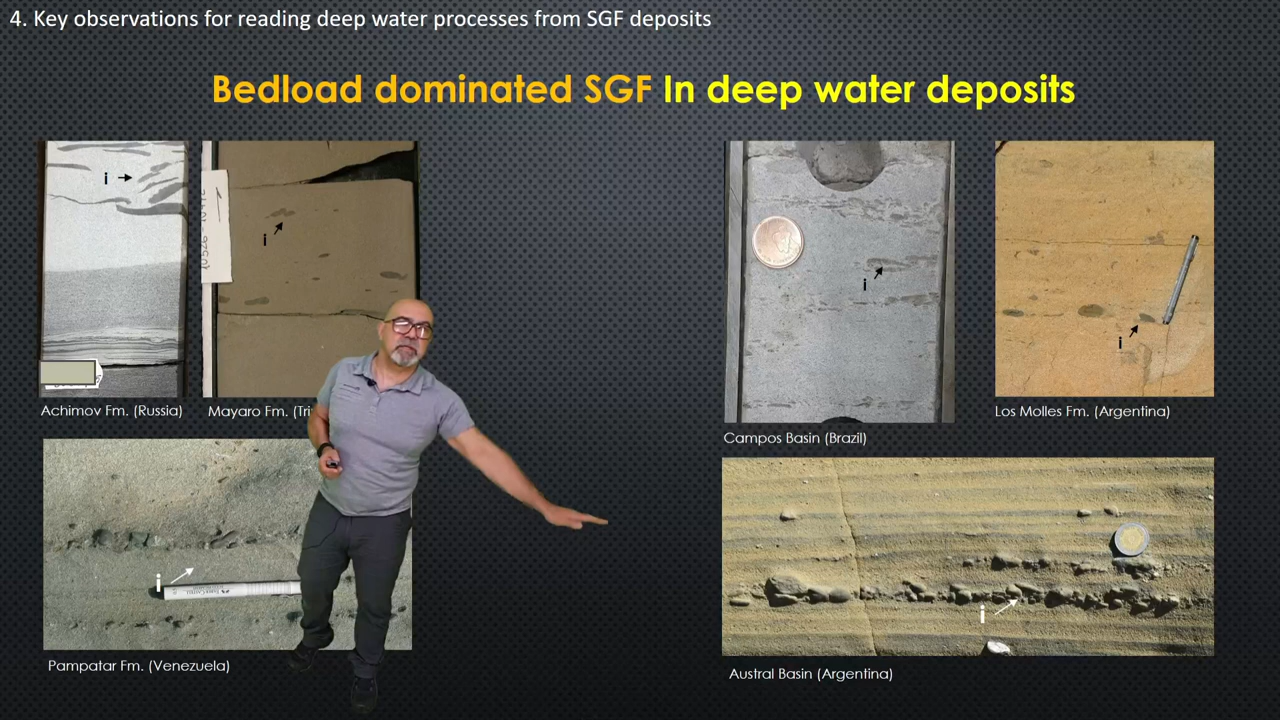 4. Key observations for reading deep water processes from SGF deposits
Bedload dominated SGF In deep water deposits
i
i
i
i
Achimov Fm. (Russia)
Mayaro Fm. (Tri
Los Molles Fm. (Argentina)
Campos Basin (Brazil)
i
i
Pampatar Fm. (Venezuela)
Austral Basin (Argentina)